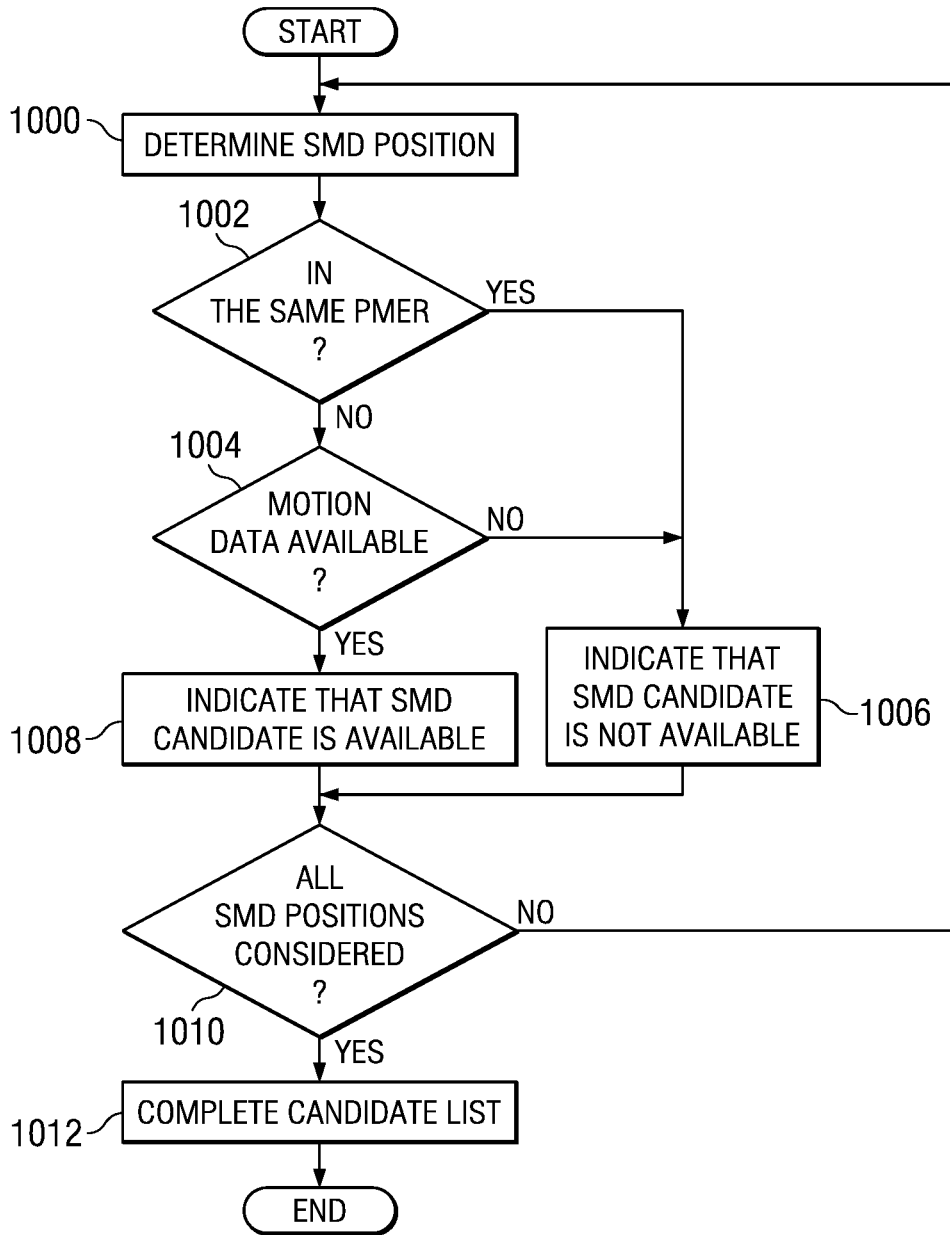 START
1000
DETERMINE SMD POSITION
1002
IN
THE SAME PMER
?
YES
NO
1004
MOTION
DATA AVAILABLE
?
NO
YES
1008
INDICATE THAT SMD
CANDIDATE IS AVAILABLE
INDICATE THAT
SMD CANDIDATE
IS NOT AVAILABLE
1006
ALL
SMD POSITIONS
CONSIDERED
?
NO
1010
YES
1012
COMPLETE CANDIDATE LIST
END